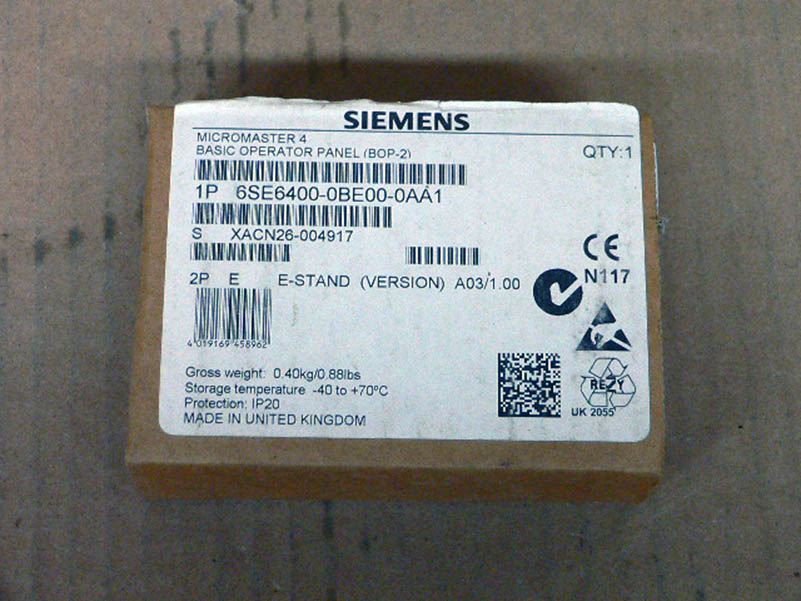 SIEMENS
MICROMASTER 4
BASIC OPERATOR PANEL (BOP-2)
QTY:1
1P 6SE6400-0BE00-0AA1
S XACN26-004917
2P E E-STAND (VERSION) A03/1.00
N117
4 019169 458962
Gross weight: 0.40kg/0.88lbs
Storage temperature -40 to +70°C
Protection: IP20
MADE IN UNITED KINGDOM
RESY
UK 2055